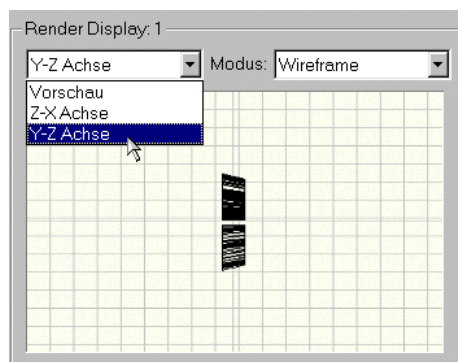 Render Display: 1
Y-Z Achse Modus: Wireframe
Vorschau
Z-X Achse
Y-Z Achse